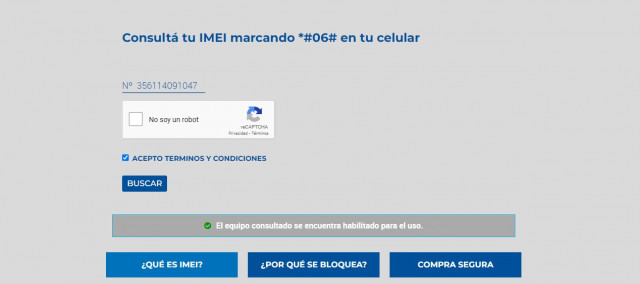 Consultá tu IMEI marcando *#06# en tu celular
Nº 356114091047
No soy un robot
reCAPTCHA
Privacidad - Términos
ACEPTO TERMINOS Y CONDICIONES
BUSCAR
El equipo consultado se encuentra habilitado para el uso.
¿QUÉ ES IMEI?
¿POR QUÉ SE BLOQUEA?
COMPRA SEGURA